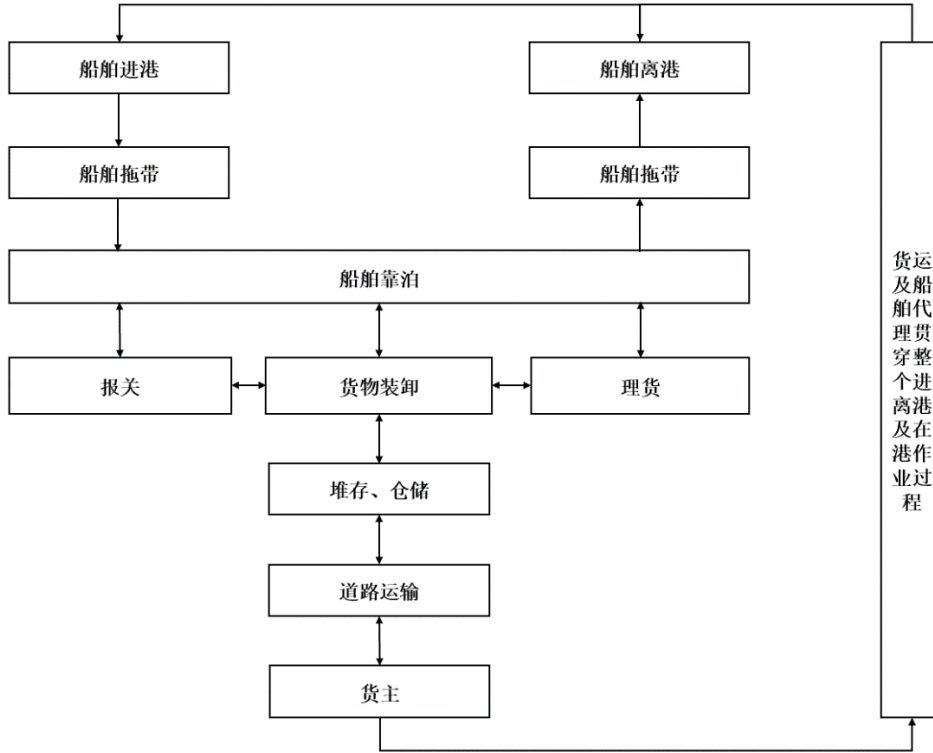 船舶进港
船舶离港
船舶拖带
船舶拖带
船舶靠泊
报关
货物装卸
理货
堆存、仓储
道路运输
货主
货运
及船
舶代
理贯
穿整
个进
离港
及在
港作
业过
程